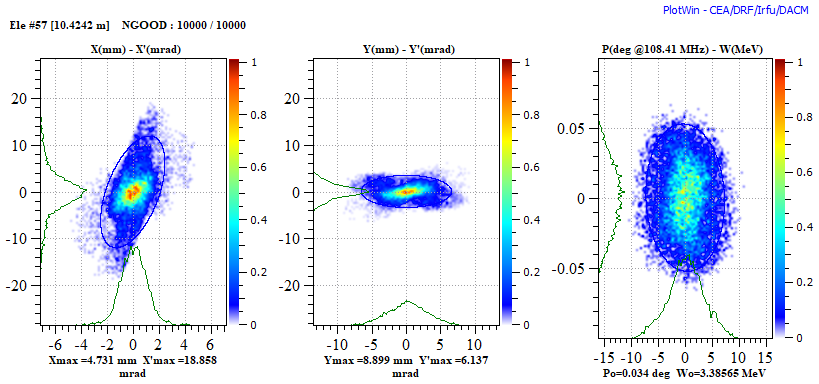 PlotWin - CEA/DRF/Irfu/DACM
Ele #57 [10.4242 m] NGOOD : 10000 / 10000
X(mm) - X'(mrad)
Y(mm) - Y'(mrad)
P(deg @108.41 MHz) - W(MeV)
20
10
0
-10
-20
-6 -4 -2 0 2 4 6
1
0.8
0.6
0.4
0.2
0
Xmax =4.731 mm X'max =18.858
mrad
20
10
0
-10
-20
-10 -5 0 5 10
1
0.8
0.6
0.4
0.2
0
Ymax =8.899 mm Y'max =6.137
mrad
0.05
0
-0.05
-15 -10 -5 0 5 10 15
1
0.8
0.6
0.4
0.2
0
Po=0.034 deg Wo=3.38565 MeV